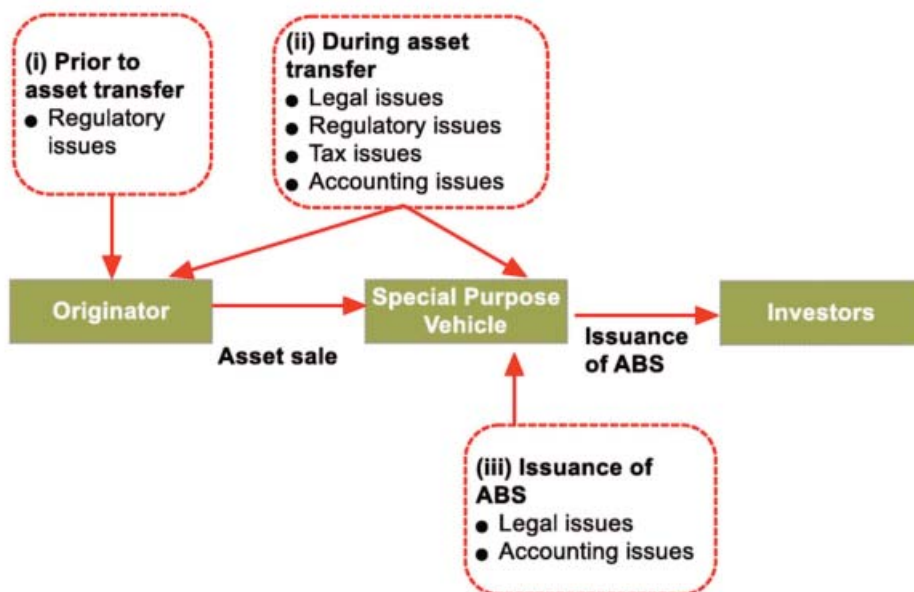 (i) Prior to
asset transfer
● Regulatory
issues
(ii) During asset
transfer
● Legal issues
● Regulatory issues
● Tax issues
● Accounting issues
Originator
Asset sale
Special Purpose
Vehicle
Issuance
of ABS
Investors
(iii) Issuance of
ABS
● Legal issues
● Accounting issues